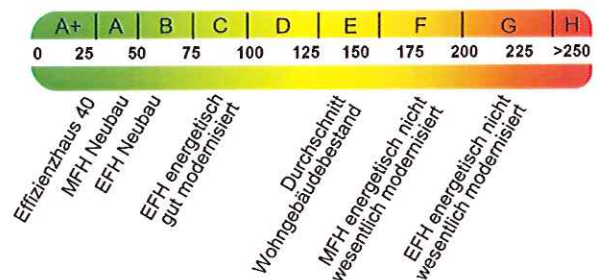 A+ A B C D E F G H
0 25 50 75 100 125 150 175 200 225 >250
Effizienzhaus 40
MFH Neubau
EFH Neubau
EFH energetisch
gut modernisiert
Durchschnitt
Wohngebäudebestand
MFH energetisch nicht
wesentlich modernisiert
EFH energetisch nicht
wesentlich modernisiert